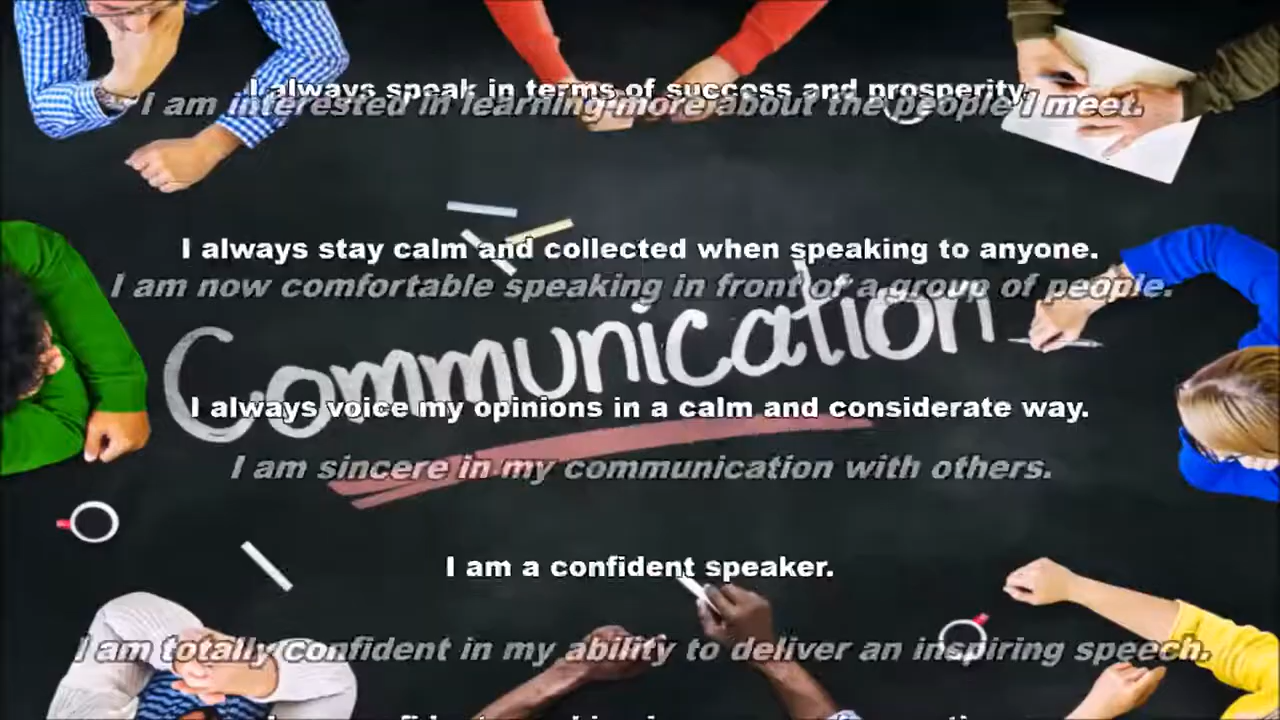 I always speak in terms of success and prosperity.
I am interested in learning more about the people I meet.
I always stay calm and collected when speaking to anyone.
I am now comfortable speaking in front of a group of people.
Communication
I always voice my opinions in a calm and considerate way.
I am sincere in my communication with others.
I am a confident speaker.
I am totally confident in my ability to deliver an inspiring speech.